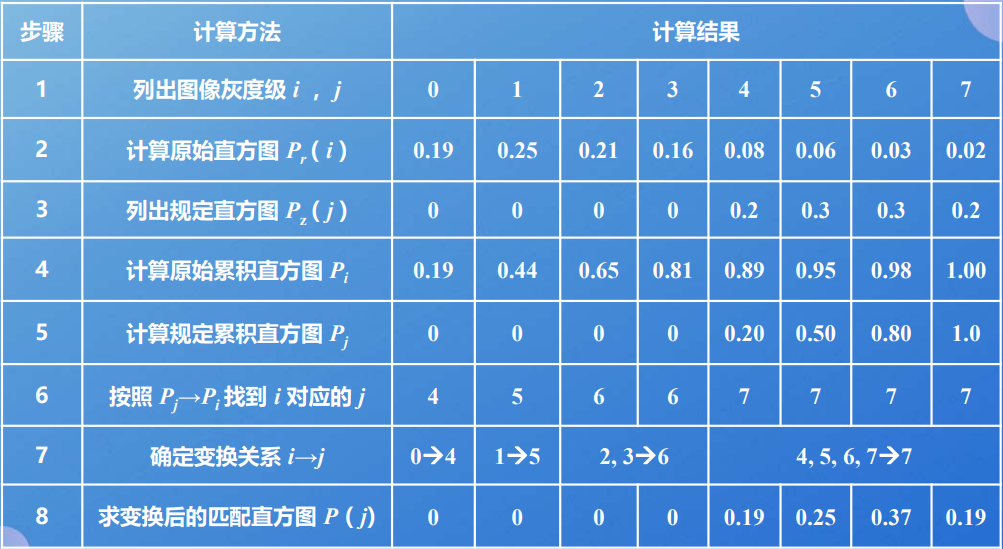 步骤 计算方法 计算结果
1 列出图像灰度级 i ，j 0 1 2 3 4 5 6 7
2 计算原始直方图 Pr ( i ) 0.19 0.25 0.21 0.16 0.08 0.06 0.03 0.02
3 列出规定直方图 Pz ( j ) 0 0 0 0 0.2 0.3 0.3 0.2
4 计算原始累积直方图 Pi 0.19 0.44 0.65 0.81 0.89 0.95 0.98 1.00
5 计算规定累积直方图 Pj 0 0 0 0 0.20 0.50 0.80 1.0
6 按照 Pj→Pi 找到 i 对应的 j 4 5 6 6 7 7 7 7
7 确定变换关系 i→j 0→4 1→5 2, 3→6 4, 5, 6, 7→7
8 求变换后的匹配直方图 P ( j) 0 0 0 0 0.19 0.25 0.37 0.19